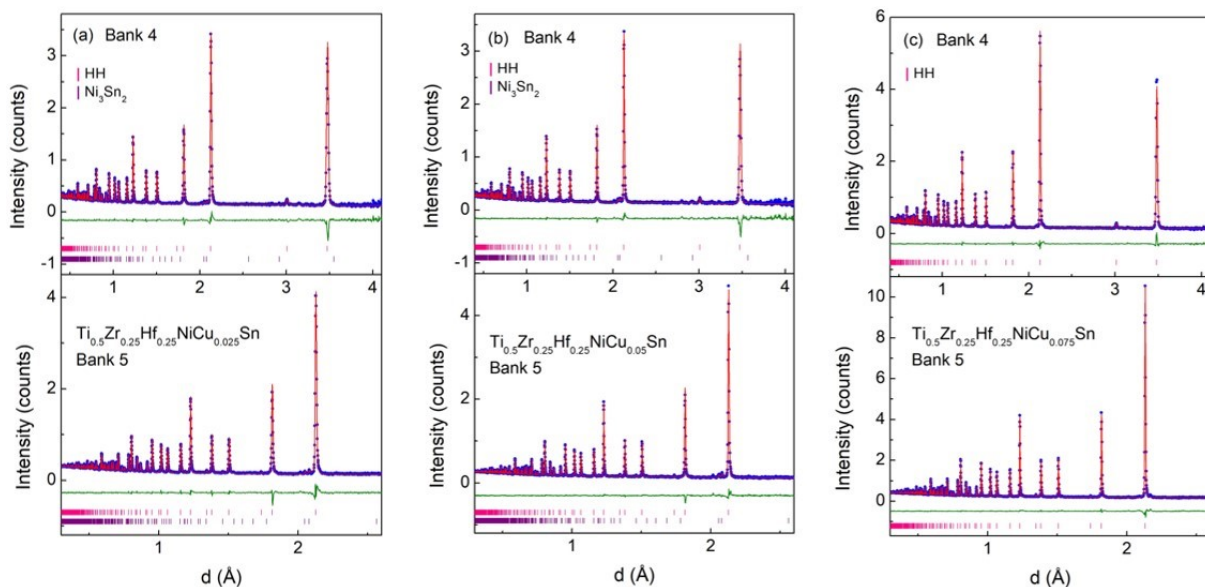 (a) Bank 4
HH
Ni₃Sn₂
Intensity (counts)
3
2
1
0
-1
1 2 3 4
Ti₀.₅Zr₀.₂₅Hf₀.₂₅NiCu₀.₀₂₅Sn
Bank 5
Intensity (counts)
4
2
0
1 2
d (Å)
(b) Bank 4
HH
Ni₃Sn₂
Intensity (counts)
3
2
1
0
-1
1 2 3 4
Ti₀.₅Zr₀.₂₅Hf₀.₂₅NiCu₀.₀₅Sn
Bank 5
Intensity (counts)
4
2
0
1 2
d (Å)
(c) Bank 4
HH
Intensity (counts)
6
4
2
0
1 2 3 4
Ti₀.₅Zr₀.₂₅Hf₀.₂₅NiCu₀.₀₇₅Sn
Bank 5
Intensity (counts)
10
8
6
4
2
0
1 2
d (Å)